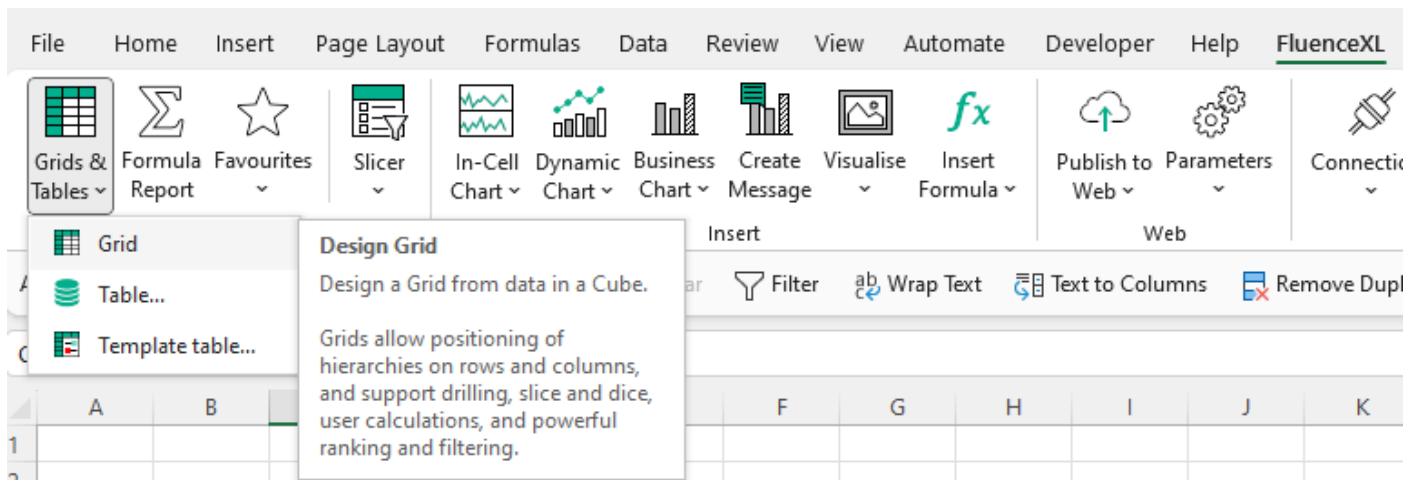 File Home Insert Page Layout Formulas Data Review View Automate Developer Help FluenceXL
Grids & Formula Favourites Slicer In-Cell Dynamic Business Create Visualise Insert Publish to Parameters
Tables Report Chart Chart Chart Message Formula Web
Insert Web
Grid
Table...
Template table...
Design Grid
Design a Grid from data in a Cube.
Grids allow positioning of
hierarchies on rows and columns,
and support drilling, slice and dice,
user calculations, and powerful
ranking and filtering.
Filter Wrap Text Text to Columns Remove
A B F G H I J K
1